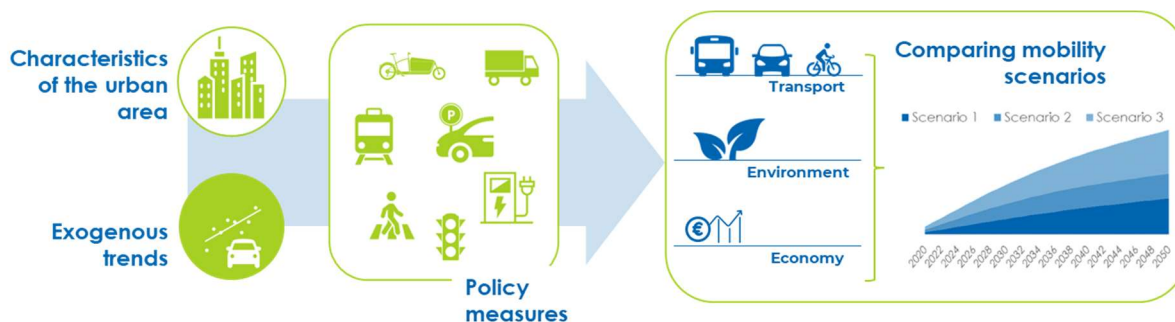 Characteristics
of the urban
area
Exogenous
trends
P
Policy
measures
Transport
Environment
€
Economy
Comparing mobility
scenarios
Scenario 1
Scenario 2
Scenario 3
2020
2022
2024
2026
2028
2030
2032
2034
2036
2038
2040
2042
2044
2046
2048
2050